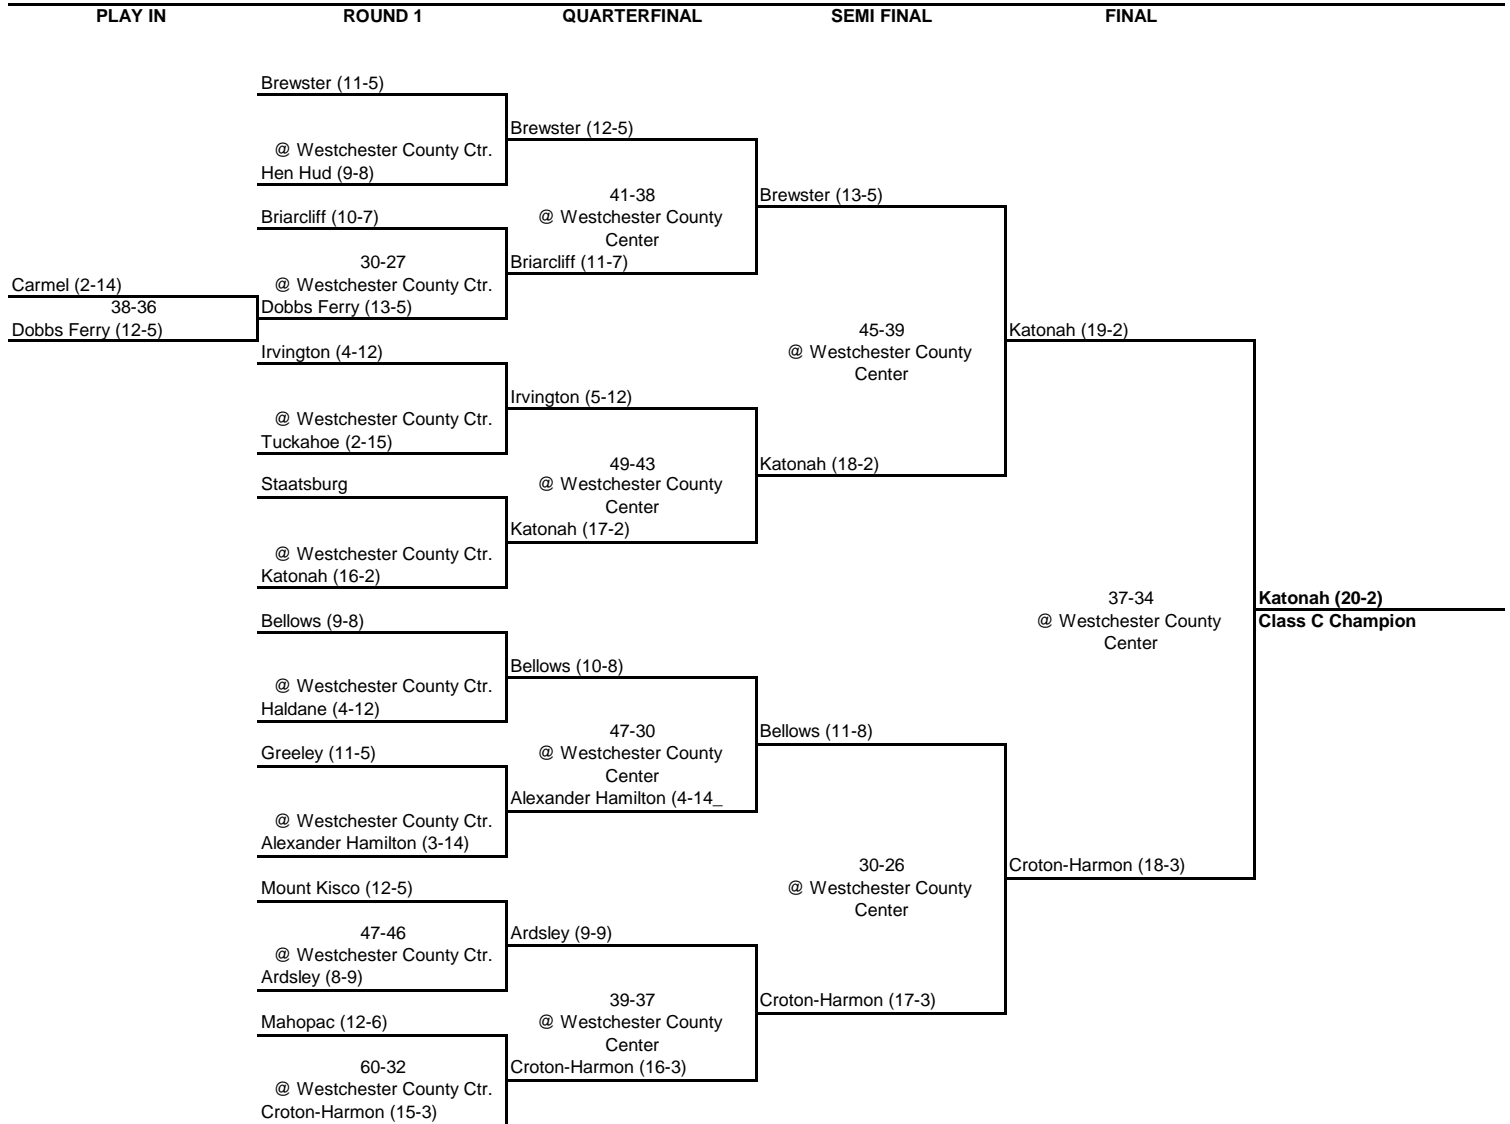 PLAY IN
ROUND 1
QUARTERFINAL
SEMI FINAL
FINAL
Carmel (2-14)
38-36
Dobbs Ferry (12-5)
Brewster (11-5)
@ Westchester County Ctr.
Hen Hud (9-8)
Briarcliff (10-7)
30-27
@ Westchester County Ctr.
Dobbs Ferry (13-5)
Irvington (4-12)
@ Westchester County Ctr.
Tuckahoe (2-15)
Staatsburg
@ Westchester County Ctr.
Katonah (16-2)
Bellows (9-8)
@ Westchester County Ctr.
Haldane (4-12)
Greeley (11-5)
@ Westchester County Ctr.
Alexander Hamilton (3-14)
Mount Kisco (12-5)
47-46
@ Westchester County Ctr.
Ardsley (8-9)
Mahopac (12-6)
60-32
@ Westchester County Ctr.
Croton-Harmon (15-3)
Brewster (12-5)
41-38
@ Westchester County
Center
Briarcliff (11-7)
Irvington (5-12)
49-43
@ Westchester County
Center
Katonah (17-2)
Bellows (10-8)
47-30
@ Westchester County
Center
Alexander Hamilton (4-14_
Ardsley (9-9)
39-37
@ Westchester County
Center
Croton-Harmon (16-3)
Brewster (13-5)
45-39
@ Westchester County
Center
Katonah (18-2)
Bellows (11-8)
30-26
@ Westchester County
Center
Croton-Harmon (17-3)
Katonah (19-2)
37-34
@ Westchester County
Center
Croton-Harmon (18-3)
Katonah (20-2)
Class C Champion